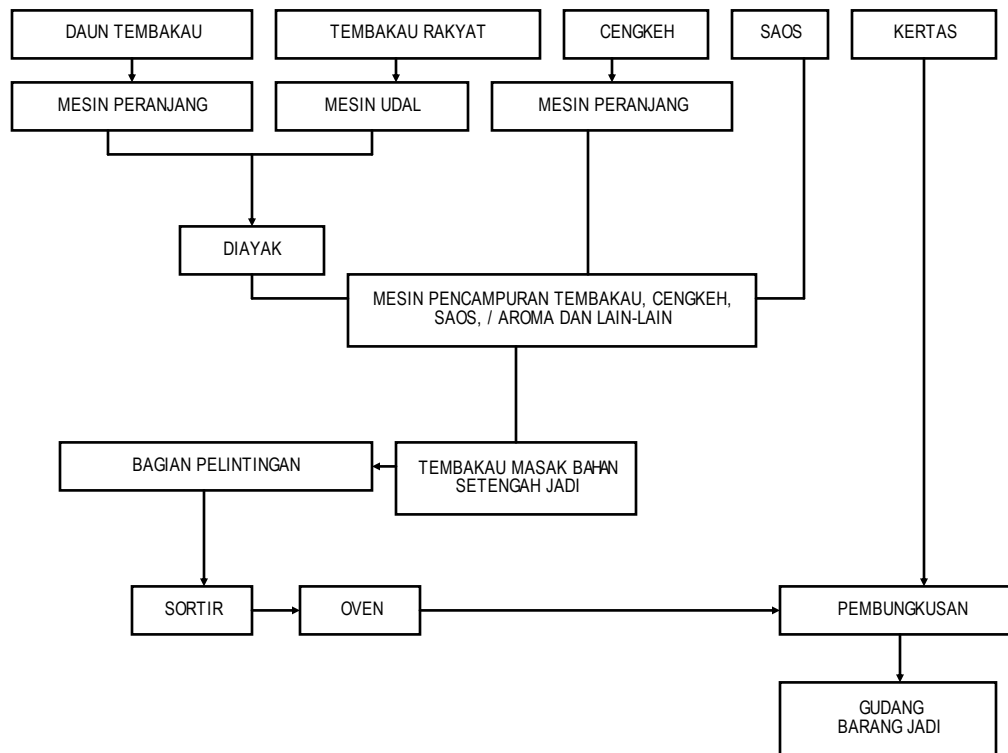 DAUN TEMBAKAU
TEMBAKAU RAKYAT
CENGKEH
SAOS
KERTAS
MESIN PERANJANG
MESIN UDAL
MESIN PERANJANG
DIAYAK
MESIN PENCAMPURAN TEMBAKAU, CENGKEH,
SAOS, / AROMA DAN LAIN-LAIN
BAGIAN PELINTINGAN
TEMBAKAU MASAK BAHAN
SETENGAH JADI
SORTIR
OVEN
PEMBUNGKUSAN
GUDANG
BARANG JADI